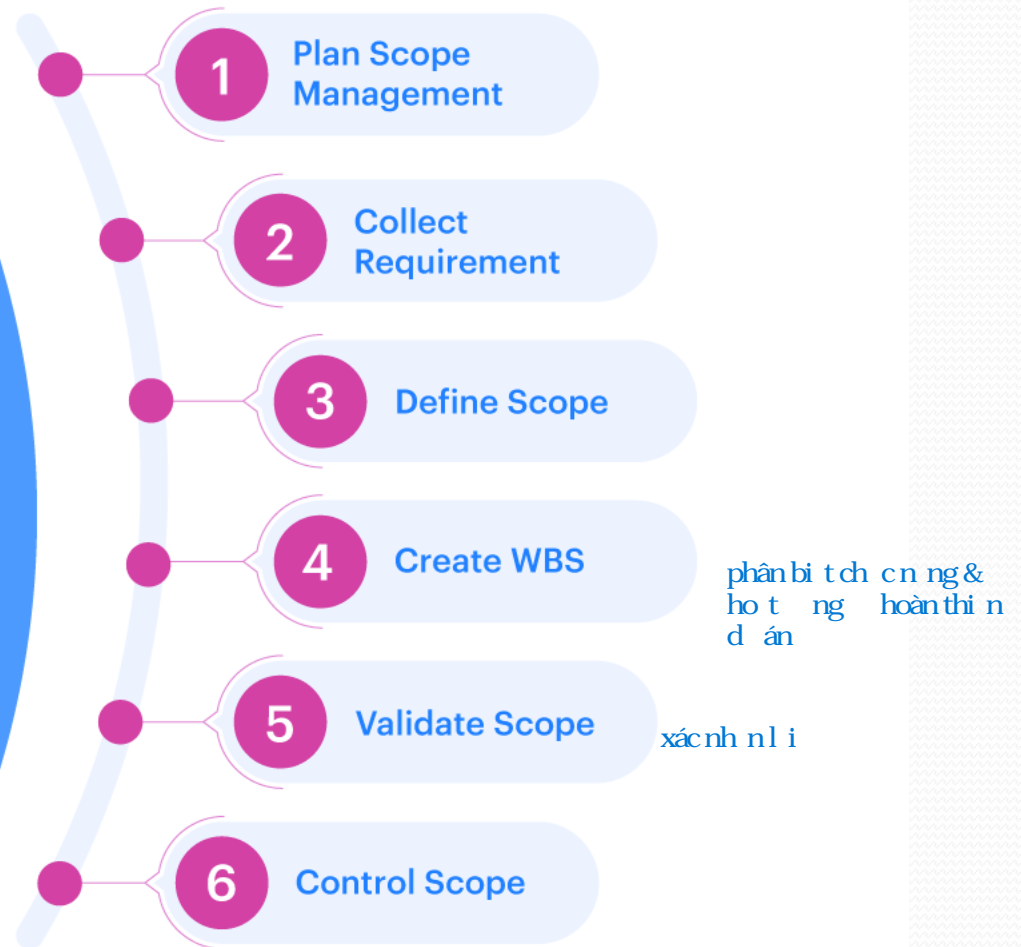 1
Plan Scope
Management
2
Collect
Requirement
3
Define Scope
4
Create WBS
phân bi t ch c n ng &
ho t ng hoàn thi n
d án
5
Validate Scope
xác nh n l i
6
Control Scope